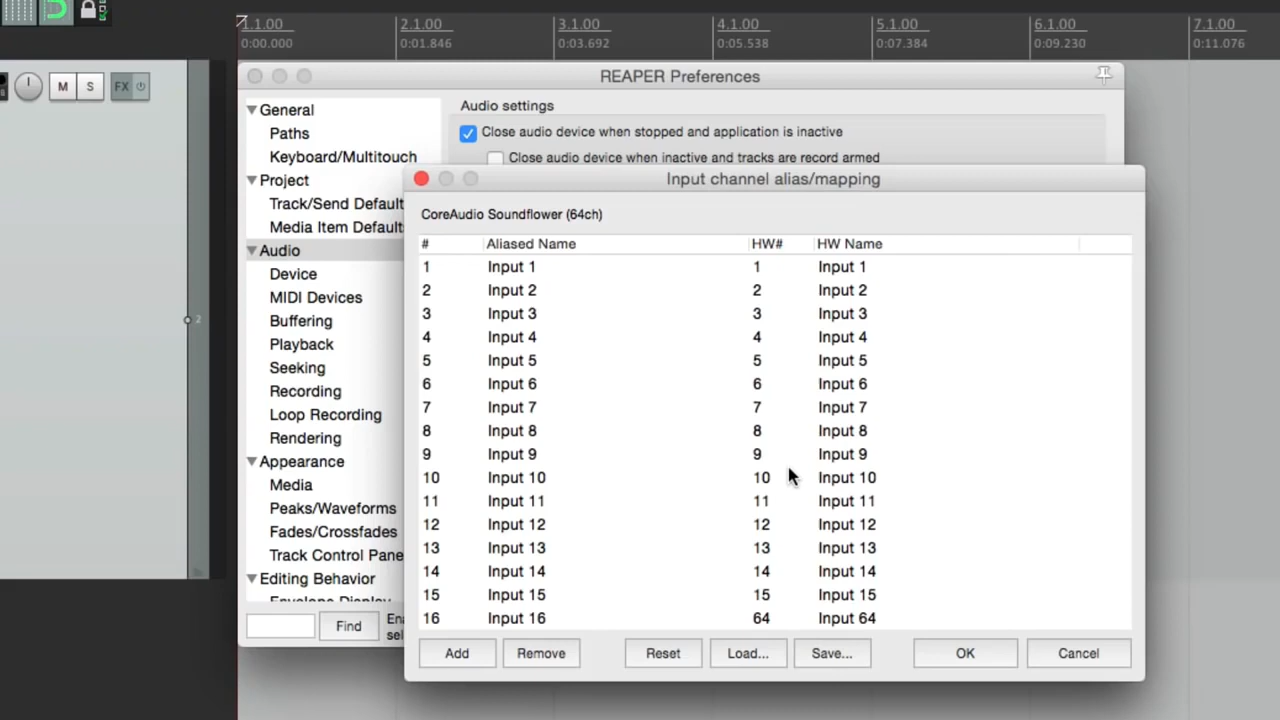 1.1.00 2.1.00 3.1.00 4.1.00 5.1.00 6.1.00 7.1.00
0:00.000 0:01.846 0:03.692 0:05.538 0:07.384 0:09.230 0:11.076
M S FX
REAPER Preferences
General
Paths
Keyboard/Multitouch
Project
Track/Send Default
Media Item Default
Audio
Device
MIDI Devices
Buffering
Playback
Seeking
Recording
Loop Recording
Rendering
Appearance
Media
Peaks/Waveforms
Fades/Crossfades
Track Control Pane
Editing Behavior
Envelope Display
Find
Ena
sel
Audio settings
Close audio device when stopped and application is inactive
Close audio device when inactive and tracks are record armed
2
Input channel alias/mapping
CoreAudio Soundflower (64ch)
# Aliased Name HW# HW Name
1 Input 1 1 Input 1
2 Input 2 2 Input 2
3 Input 3 3 Input 3
4 Input 4 4 Input 4
5 Input 5 5 Input 5
6 Input 6 6 Input 6
7 Input 7 7 Input 7
8 Input 8 8 Input 8
9 Input 9 9 Input 9
10 Input 10 10 Input 10
11 Input 11 11 Input 11
12 Input 12 12 Input 12
13 Input 13 13 Input 13
14 Input 14 14 Input 14
15 Input 15 15 Input 15
16 Input 16 64 Input 64
Add Remove Reset Load... Save... OK Cancel